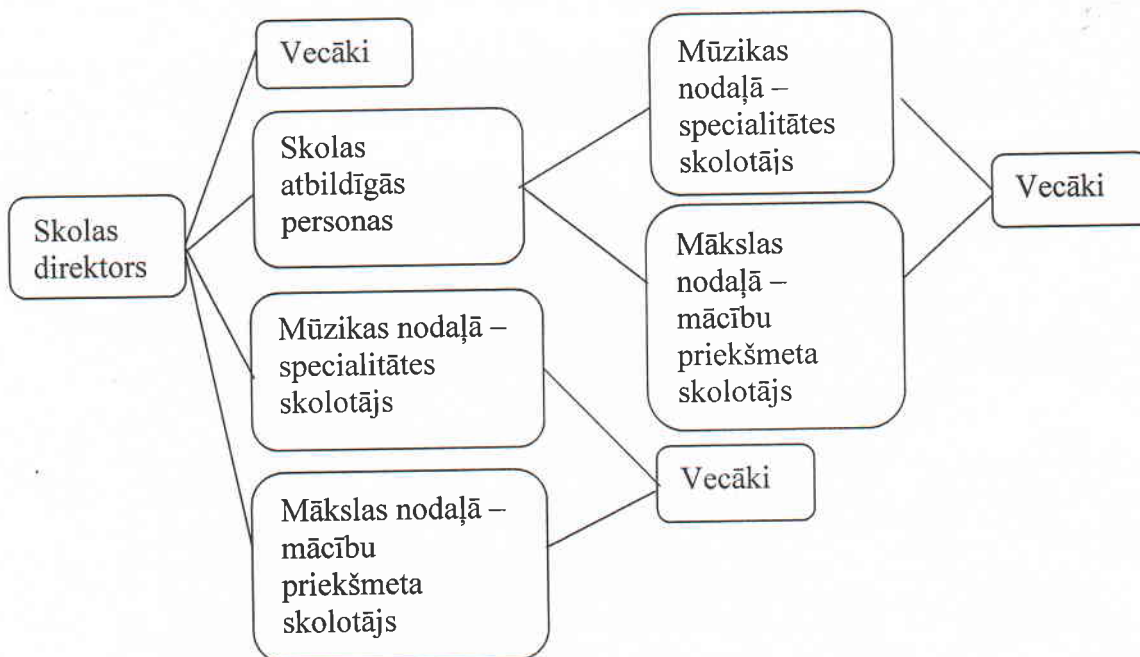 Skolas
direktors
Vecāki
Skolas
atbildīgās
personas
Mūzikas nodaļā –
specialitātes
skolotājs
Mākslas nodaļā –
mācību
priekšmeta
skolotājs
Mūzikas
nodaļā –
specialitātes
skolotājs
Mākslas
nodaļā –
mācību
priekšmeta
skolotājs
Vecāki
Vecāki